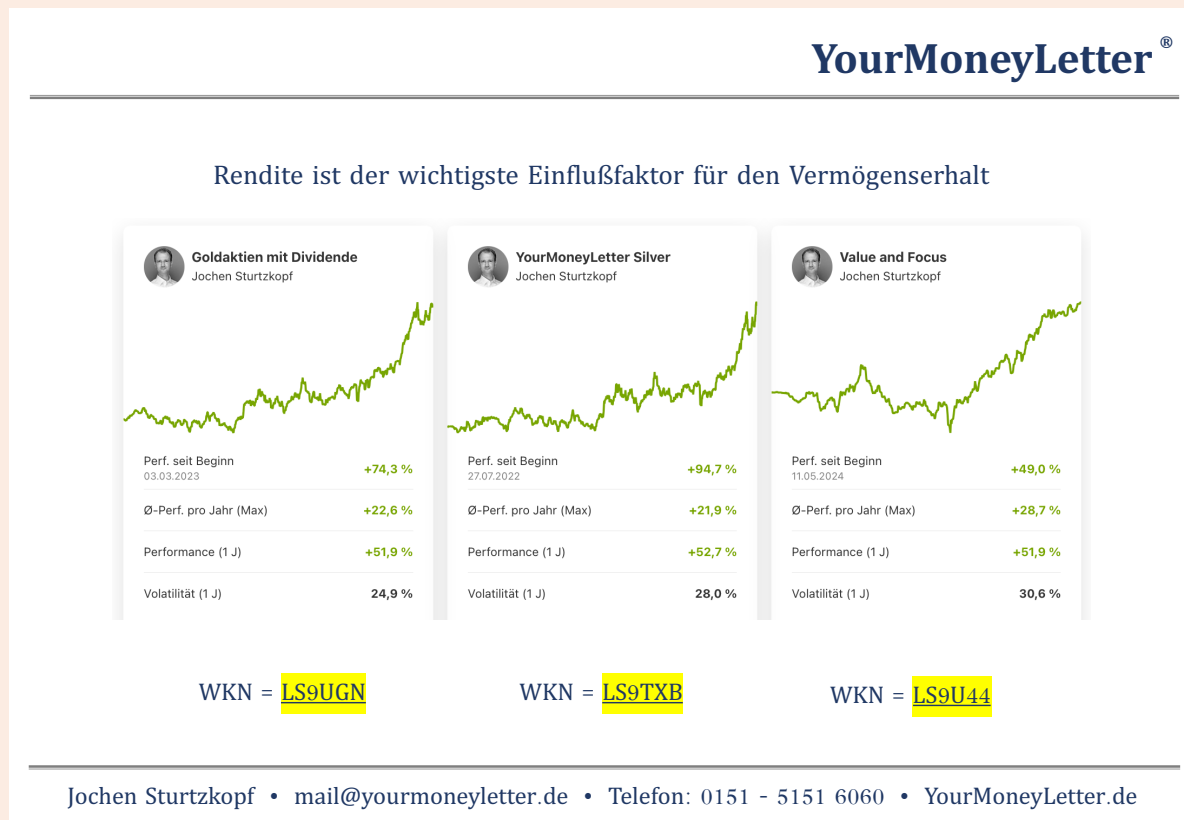 YourMoneyLetter ®
Rendite ist der wichtigste Einflußfaktor für den Vermögenserhalt
Goldaktien mit Dividende
Jochen Sturtzkopf
Perf. seit Beginn
03.03.2023
+74,3 %
Ø-Perf. pro Jahr (Max) +22,6 %
Performance (1 J) +51,9 %
Volatilität (1 J) 24,9 %
WKN = LS9UGN
YourMoneyLetter Silver
Jochen Sturtzkopf
Perf. seit Beginn
27.07.2022
+94,7 %
Ø-Perf. pro Jahr (Max) +21,9 %
Performance (1 J) +52,7 %
Volatilität (1 J) 28,0 %
WKN = LS9TXB
Value and Focus
Jochen Sturtzkopf
Perf. seit Beginn
11.05.2024
+49,0 %
Ø-Perf. pro Jahr (Max) +28,7 %
Performance (1 J) +51,9 %
Volatilität (1 J) 30,6 %
WKN = LS9U44
Jochen Sturtzkopf • mail@yourmoneyletter.de • Telefon: 0151 - 5151 6060 • YourMoneyLetter.de